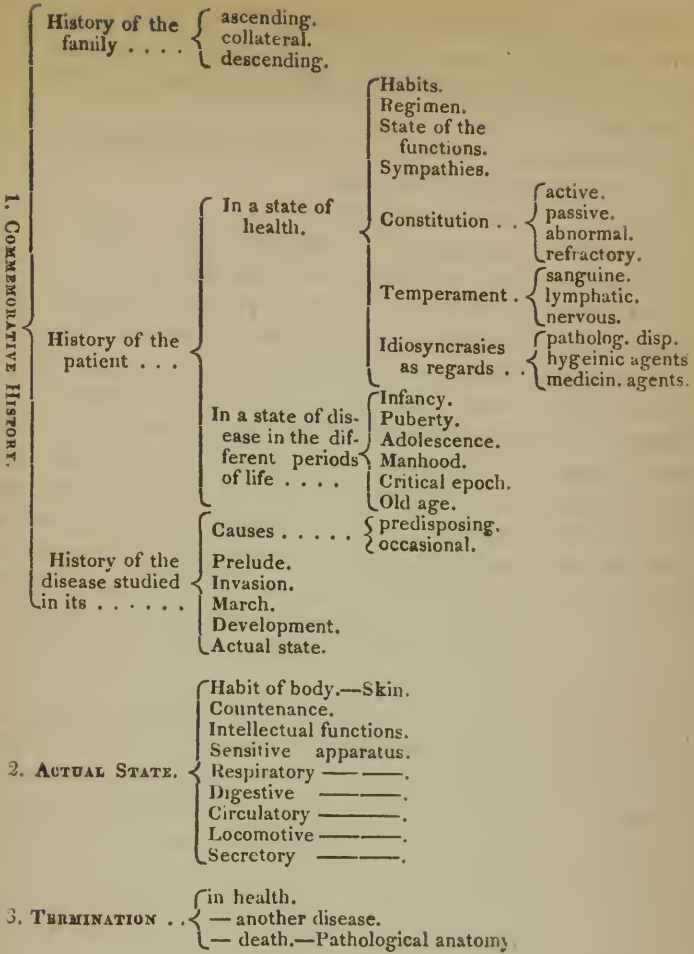 1. COMMEMORATIVE HISTORY.
History of the family . . . .
ascending.
collateral.
descending.
History of the patient . . .
In a state of health.
Habits.
Regimen.
State of the
functions.
Sympathies.
Constitution . .
active.
passive.
abnormal.
refractory.
Temperament .
sanguine.
lymphatic.
nervous.
Idiosyncrasies
as regards . .
patholog. disp.
hygeinic agents
medicin. agents.
In a state of dis-
ease in the dif-
ferent periods
of life . . . .
Infancy.
Puberty.
Adolescence.
Manhood.
Critical epoch.
Old age.
History of the
disease studied
in its . . . . . .
Causes . . . . .
predisposing.
occasional.
Prelude.
Invasion.
March.
Development.
Actual state.
2. ACTUAL STATE.
Habit of body.—Skin.
Countenance.
Intellectual functions.
Sensitive apparatus.
Respiratory — —.
Digestive — —.
Circulatory — —.
Locomotive — —.
Secretory — —.
3. TERMINATION . .
in health.
— another disease.
— death.—Pathological anatomy